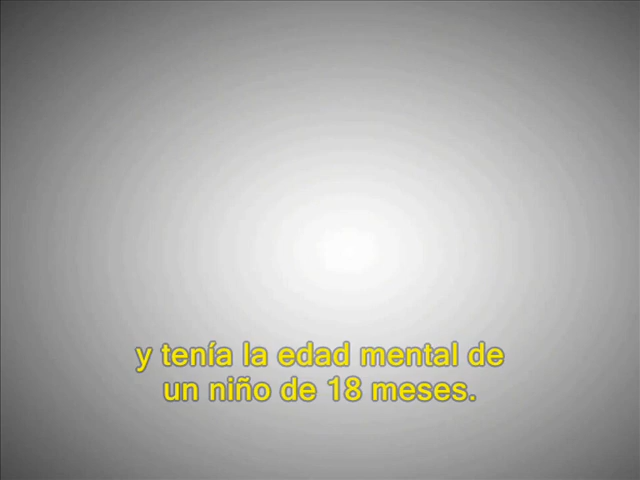 y tenía la edad mental de
un niño de 18 meses.